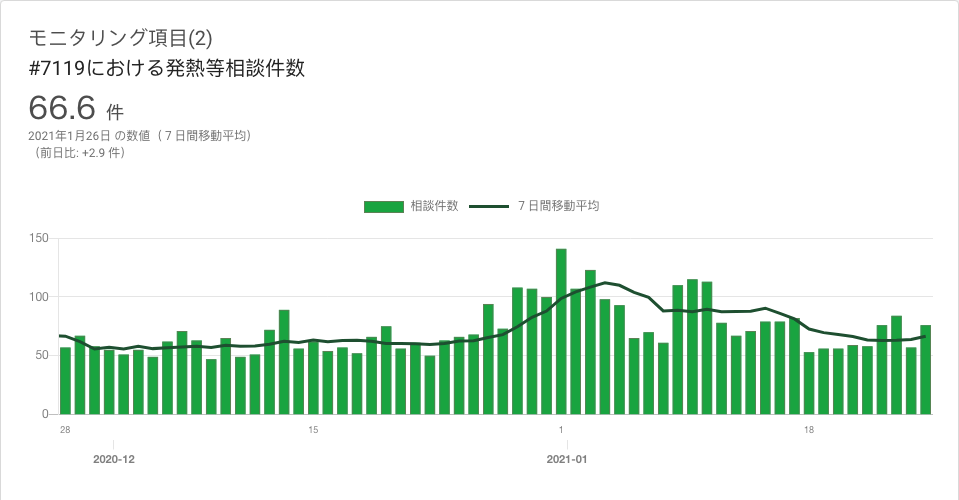 モニタリング項目(2)
#7119における発熱等相談件数
66.6 件
2021年1月26日 の数値（７日間移動平均）
（前日比: +2.9 件）
相談件数 ７日間移動平均
150
100
50
0
28 15 1 18
2020-12 2021-01